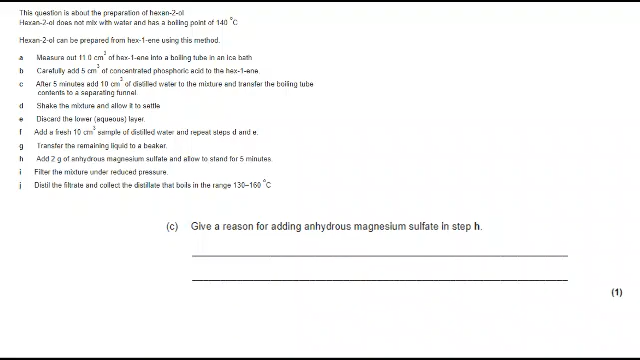 This question is about the preparation of hexan-2-ol
Hexan-2-ol does not mix with water and has a boiling point of 140 °C
Hexan-2-ol can be prepared from hex-1-ene using this method.
a Measure out 11.0 cm³ of hex-1-ene into a boiling tube in an ice bath
b Carefully add 5 cm³ of concentrated phosphoric acid to the hex-1-ene.
c After 5 minutes add 10 cm³ of distilled water to the mixture and transfer the boiling tube
contents to a separating funnel.
d Shake the mixture and allow it to settle
e Discard the lower (aqueous) layer.
f Add a fresh 10 cm³ sample of distilled water and repeat steps d and e.
g Transfer the remaining liquid to a beaker.
h Add 2 g of anhydrous magnesium sulfate and allow to stand for 5 minutes.
i Filter the mixture under reduced pressure.
j Distil the filtrate and collect the distillate that boils in the range 130–160 °C
(c) Give a reason for adding anhydrous magnesium sulfate in step h.
(1)